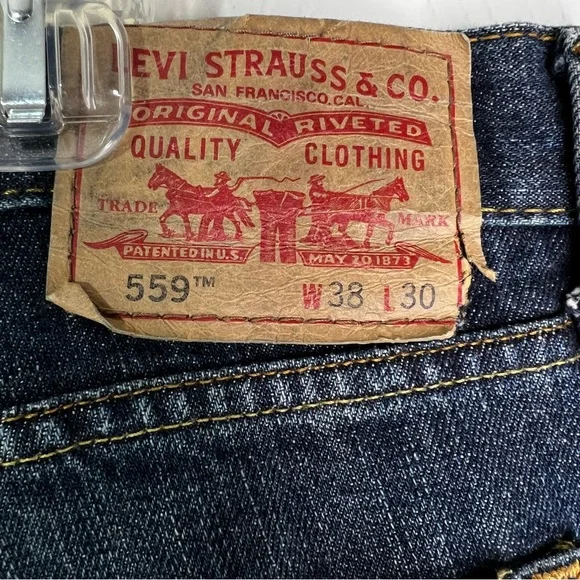 LEVI STRAUSS & CO.
SAN FRANCISCO, CAL.
ORIGINAL RIVETED
QUALITY CLOTHING
TRADE MARK
PATENTED IN U.S. MAY 20 1873
559™ W 38 L 30